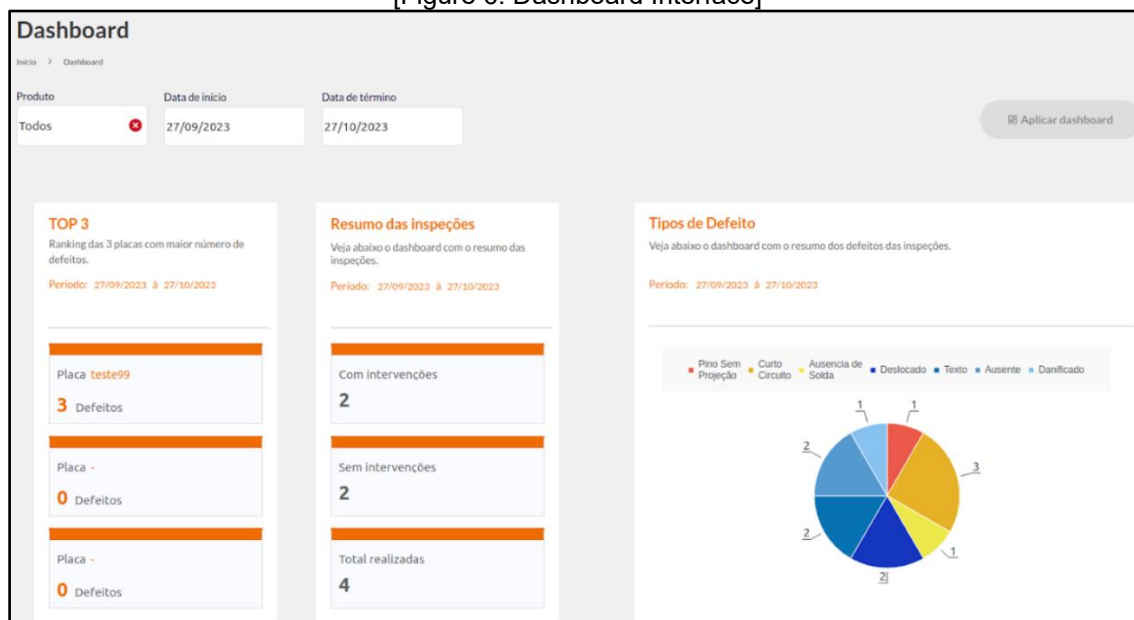 Dashboard
Início > Dashboard
Produto
Todos
Data de início
27/09/2023
Data de término
27/10/2023
Aplicar dashboard
TOP 3
Ranking das 3 placas com maior número de
defeitos.
Período: 27/09/2023 à 27/10/2023
Placa teste99
3 Defeitos
Placa -
0 Defeitos
Placa -
0 Defeitos
Resumo das inspeções
Veja abaixo o dashboard com o resumo das
inspeções.
Período: 27/09/2023 à 27/10/2023
Com intervenções
2
Sem intervenções
2
Total realizadas
4
Tipos de Defeito
Veja abaixo o dashboard com o resumo dos defeitos das inspeções.
Período: 27/09/2023 à 27/10/2023
Pino Sem
Projeção
Curto
Circuito
Ausencia de
Solda
Deslocado
Texto
Ausente
Danificado
1
1
2
3
2
1
2